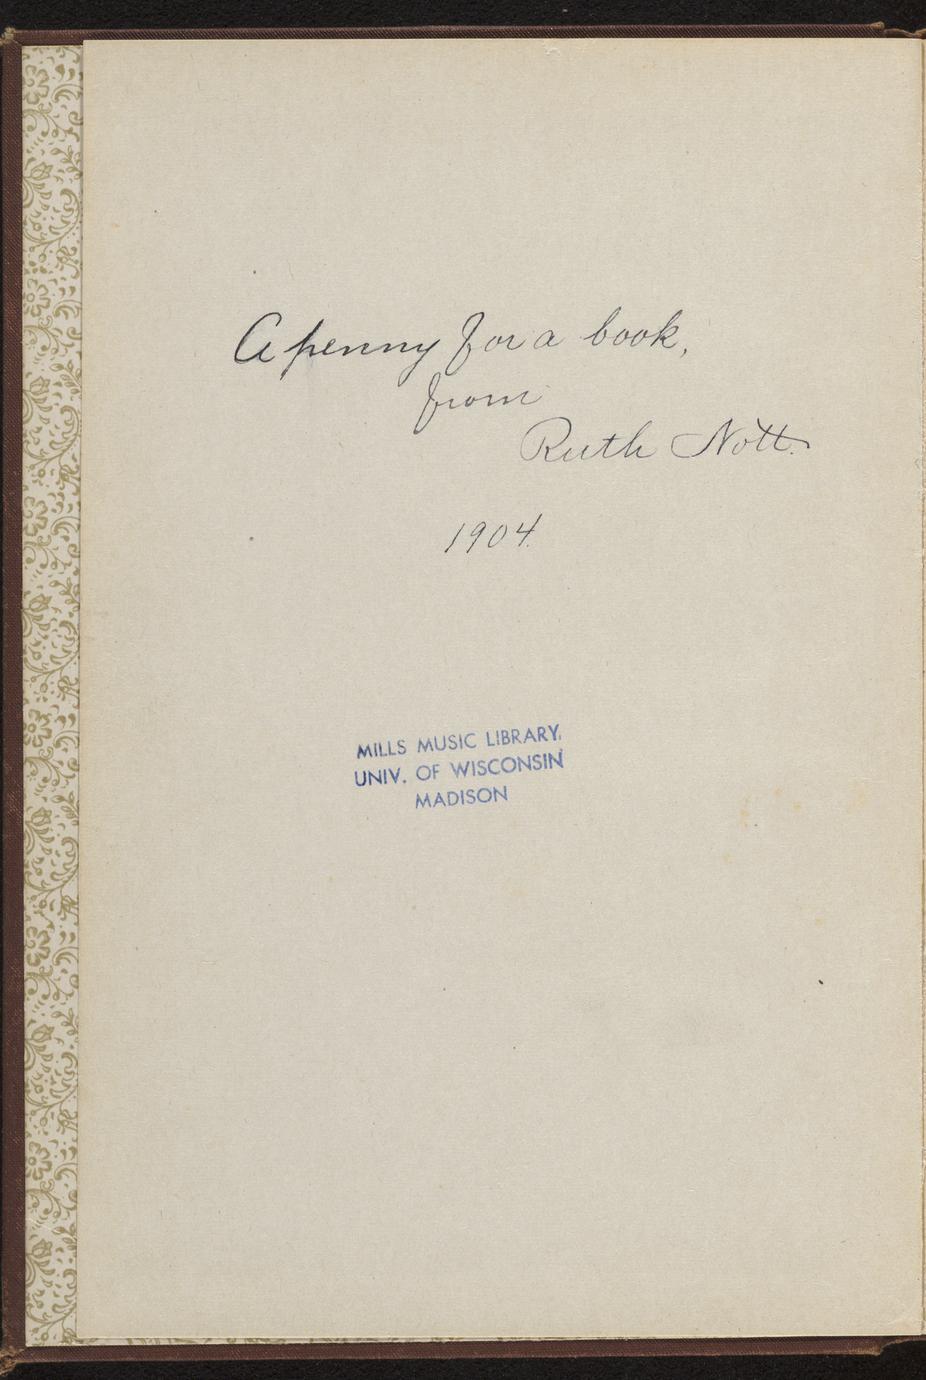 A penny for a book,
from
Ruth Nott.
1904.
MILLS MUSIC LIBRARY,
UNIV. OF WISCONSIN
MADISON